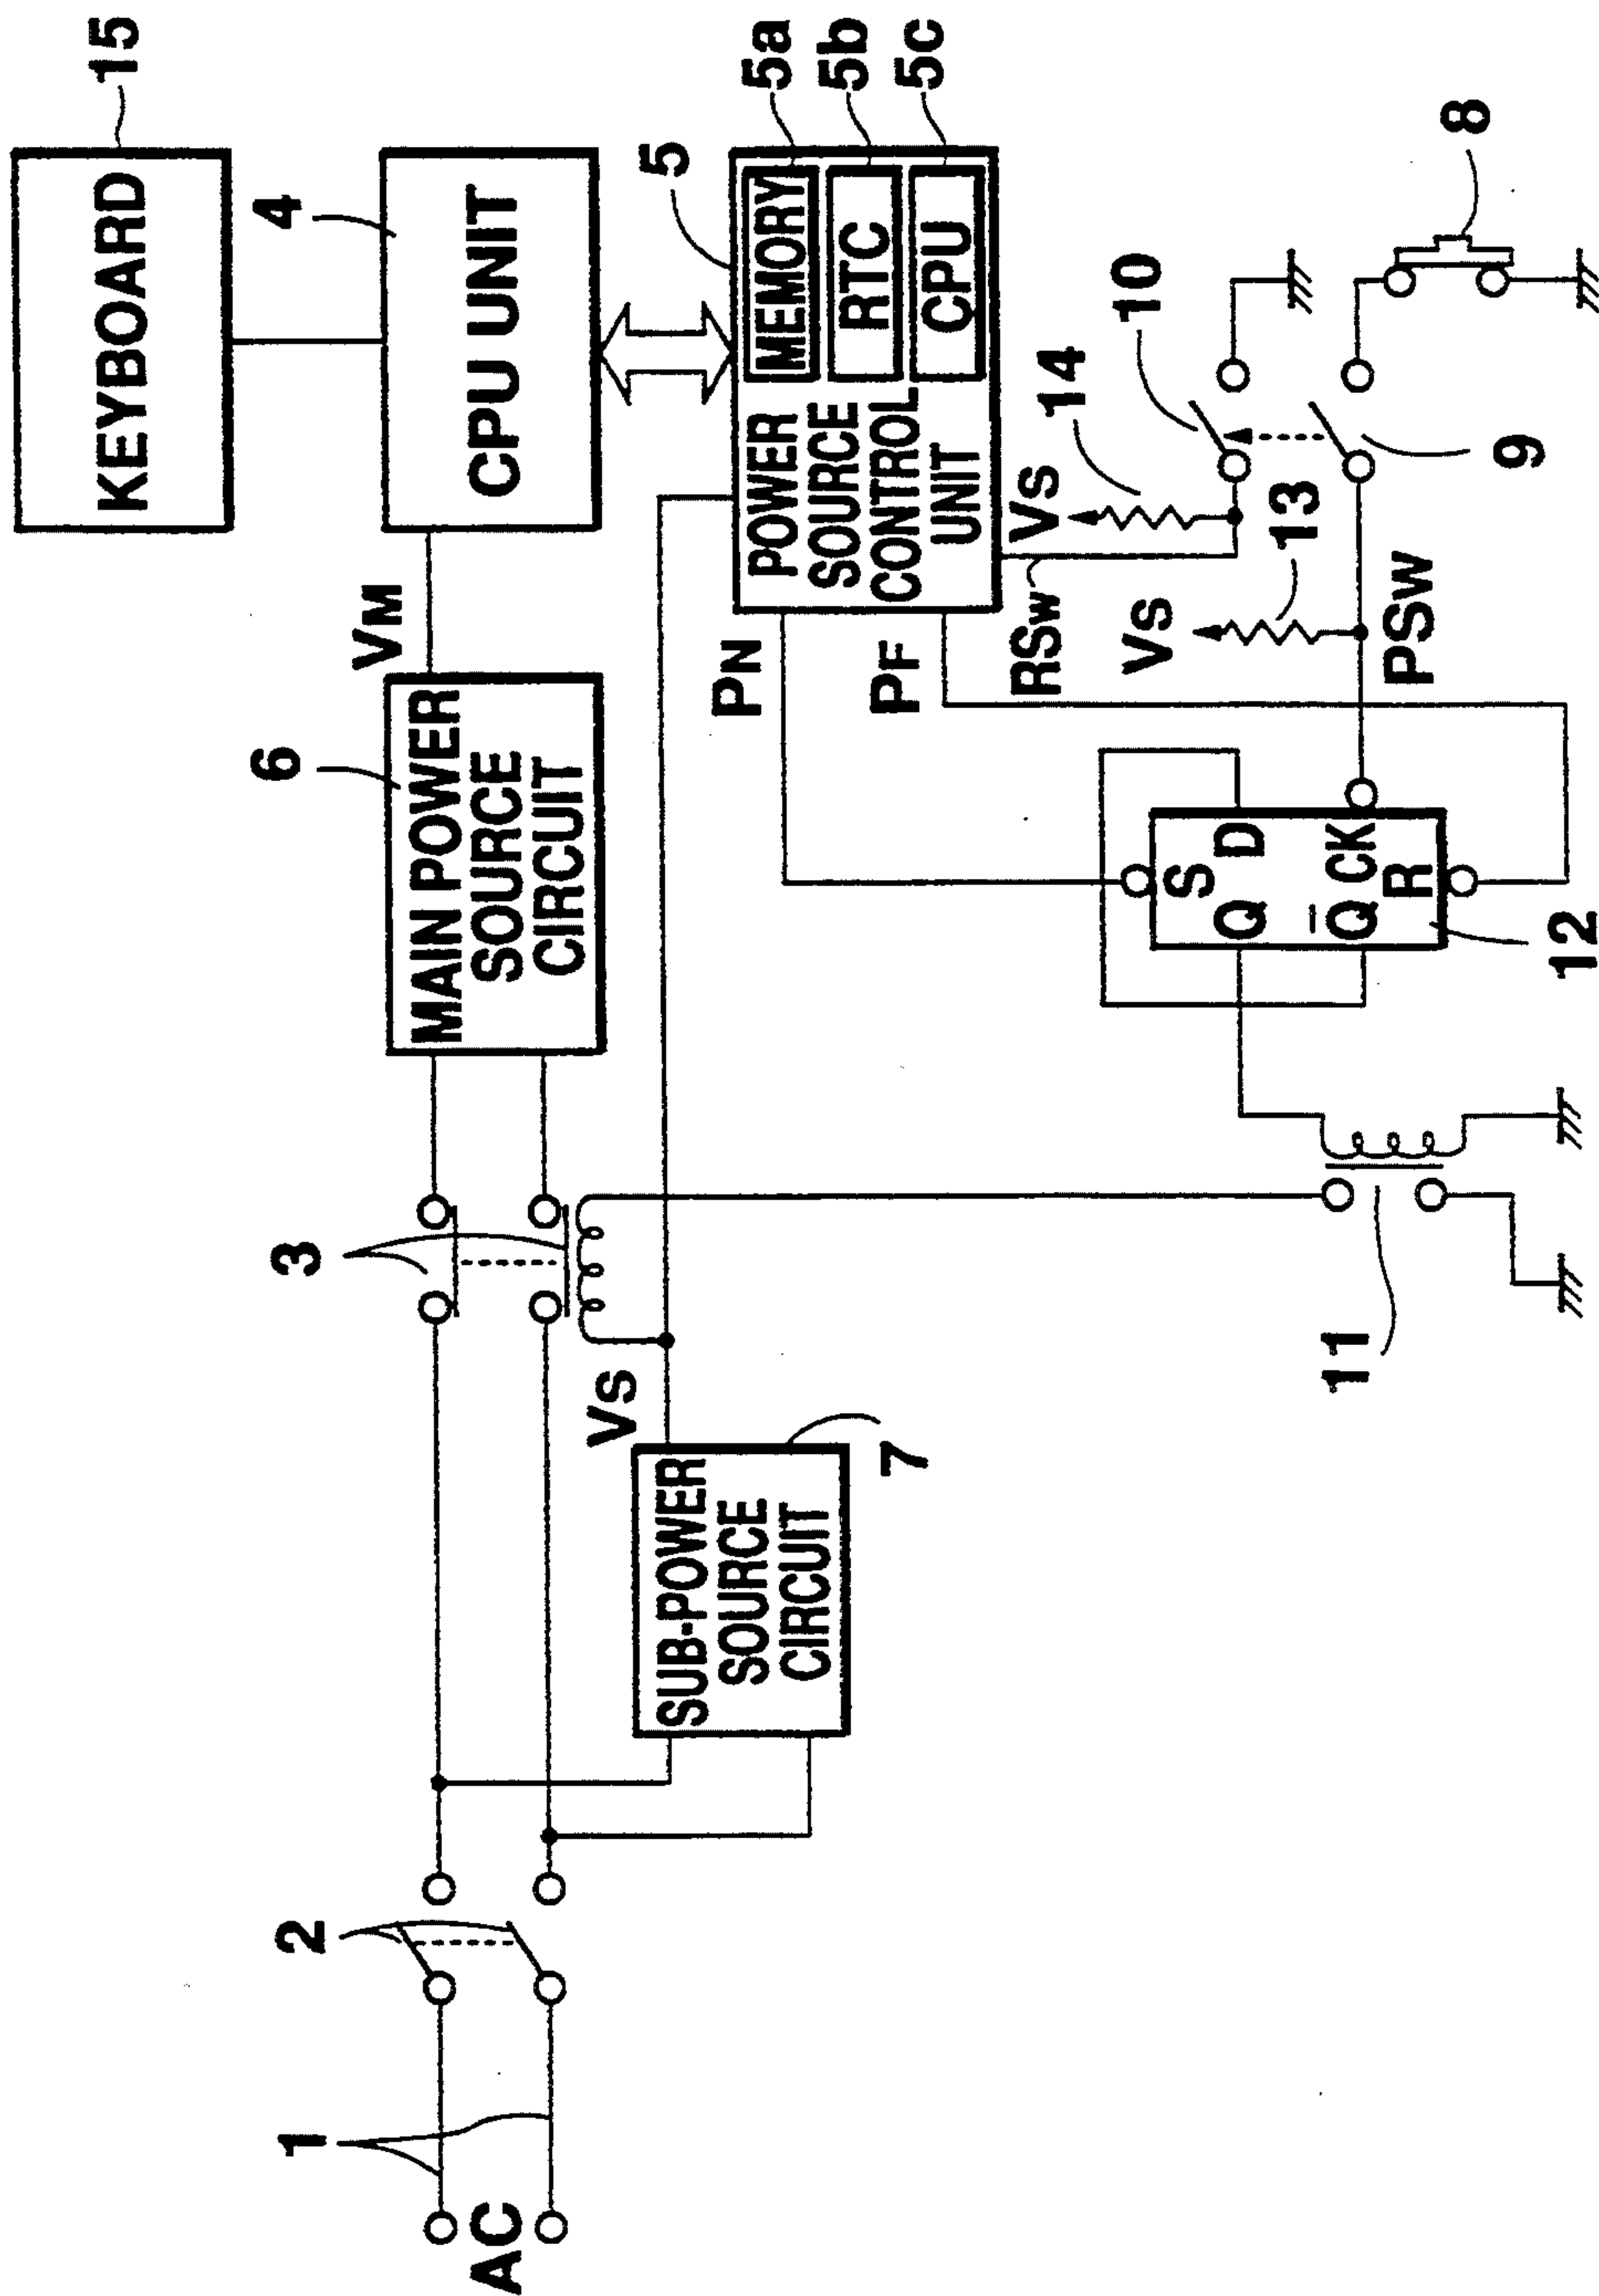 KEYBOARD
15
4
CPU UNIT
VM
6
MAIN POWER
SOURCE
CIRCUIT
3
2
1
AC
5
POWER
SOURCE
CONTROL
UNIT
MEMORY
RTC
CPU
5a
5b
5c
VS
SUB-POWER
SOURCE
CIRCUIT
7
PN
PF
RSW
VS
14
10
VS
13
PSW
9
8
S
D
Q
CK
Q̅
R
12
11